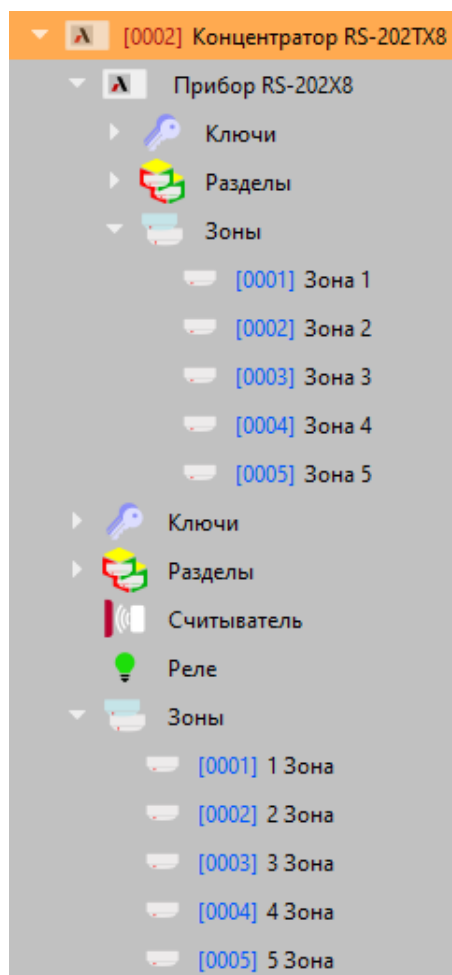 [0002] Концентратор RS-202TX8
Прибор RS-202X8
Ключи
Разделы
Зоны
[0001] Зона 1
[0002] Зона 2
[0003] Зона 3
[0004] Зона 4
[0005] Зона 5
Ключи
Разделы
Считыватель
Реле
Зоны
[0001] 1 Зона
[0002] 2 Зона
[0003] 3 Зона
[0004] 4 Зона
[0005] 5 Зона